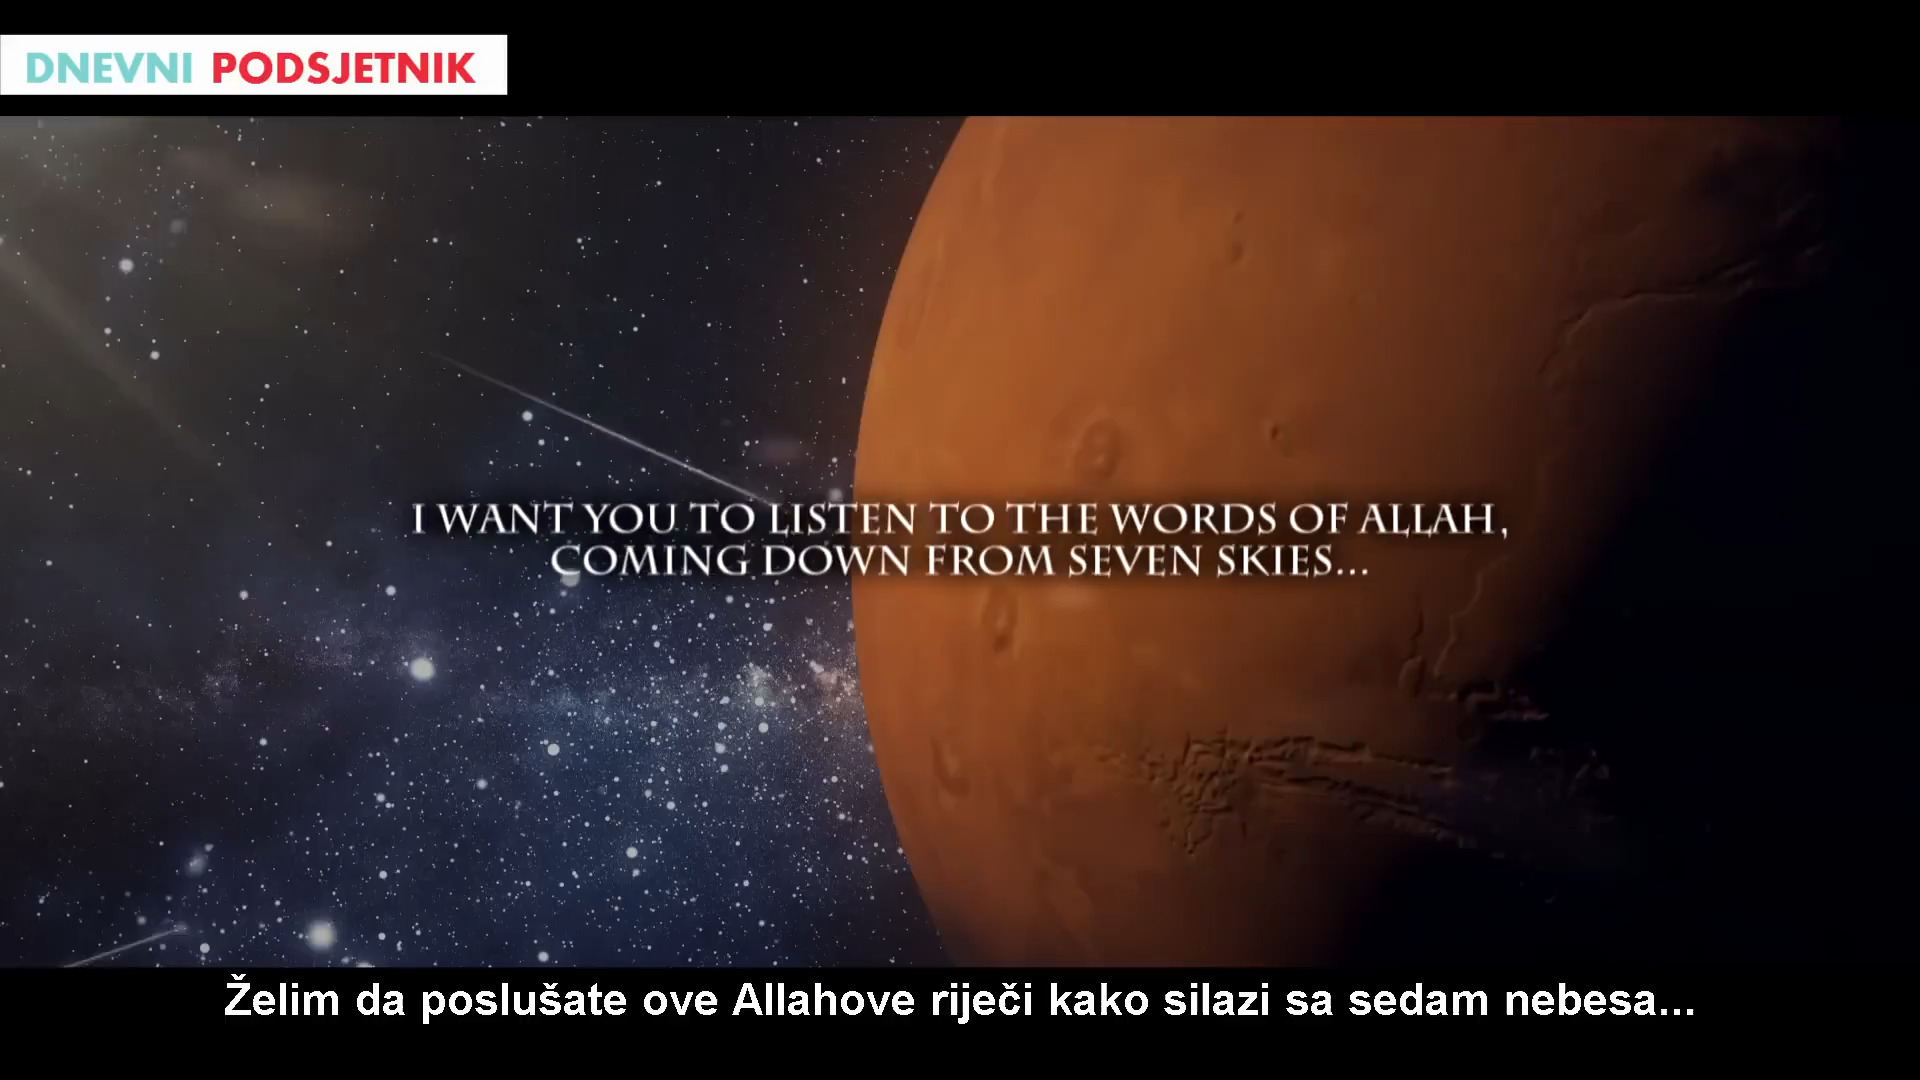 DNEVNI PODSJETNIK
I WANT YOU TO LISTEN TO THE WORDS OF ALLAH,
COMING DOWN FROM SEVEN SKIES...
Želim da poslušate ove Allahove riječi kako silazi sa sedam nebesa...